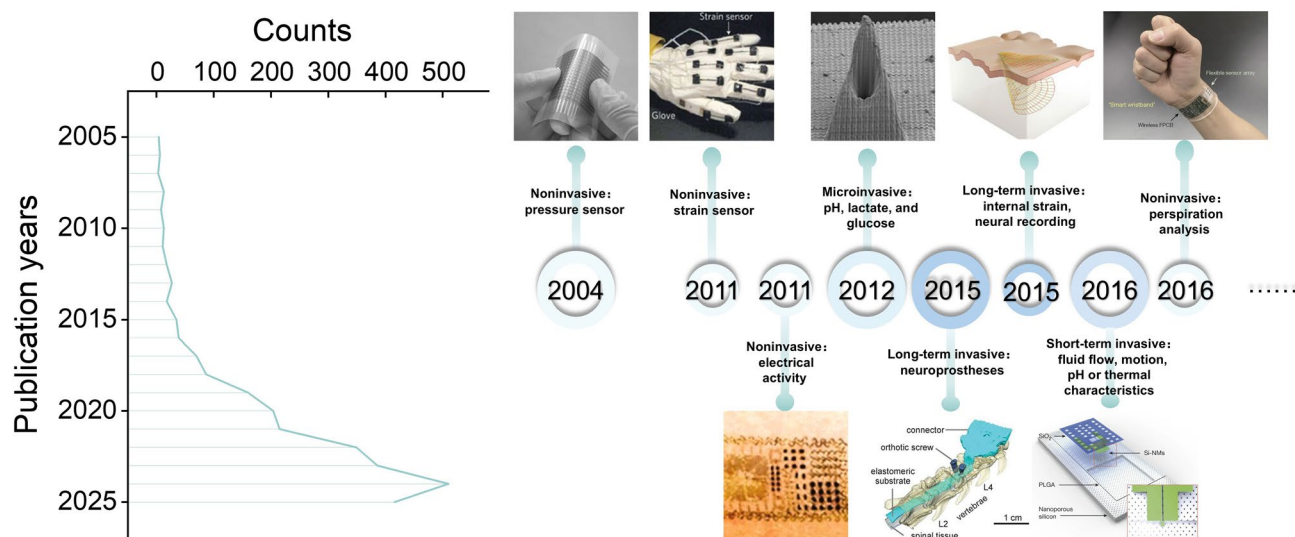 Counts
0 100 200 300 400 500
Publication years
2005
2010
2015
2020
2025
Strain sensor
Glove
Flexible sensor array
'Smart wristband'
Wireless FPCB
Noninvasive:
pressure sensor
Noninvasive:
strain sensor
Microinvasive:
pH, lactate, and
glucose
Long-term invasive:
internal strain,
neural recording
Noninvasive:
perspiration
analysis
2004
2011
2011
2012
2015
2015
2016
2016
......
Noninvasive:
electrical
activity
Long-term invasive:
neuroprostheses
Short-term invasive:
fluid flow, motion,
pH or thermal
characteristics
connector
orthotic screw
elastomeric
substrate
L4
vertebrae
L2
spinal tissue
1 cm
SiO2
Si-NMs
PLGA
Nanoporous
silicon